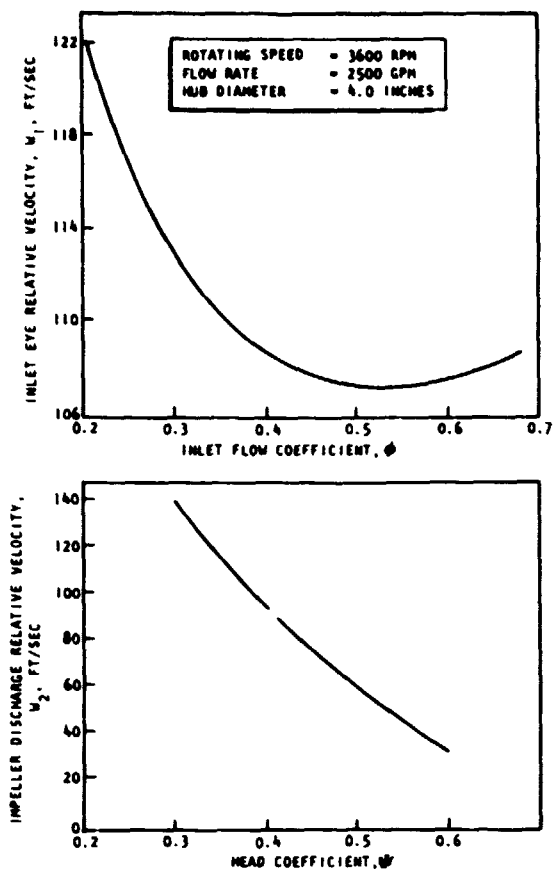 122
118
114
110
106
INLET EYE RELATIVE VELOCITY, W₁, FT/SEC
ROTATING SPEED = 3600 RPM
FLOW RATE = 2500 GPM
HUB DIAMETER = 4.0 INCHES
0.2 0.3 0.4 0.5 0.6 0.7
INLET FLOW COEFFICIENT, ϕ
IMPELLER DISCHARGE RELATIVE VELOCITY,
W₂, FT/SEC
140
120
100
80
60
40
20
0
0.2 0.3 0.4 0.5 0.6
HEAD COEFFICIENT, ψ